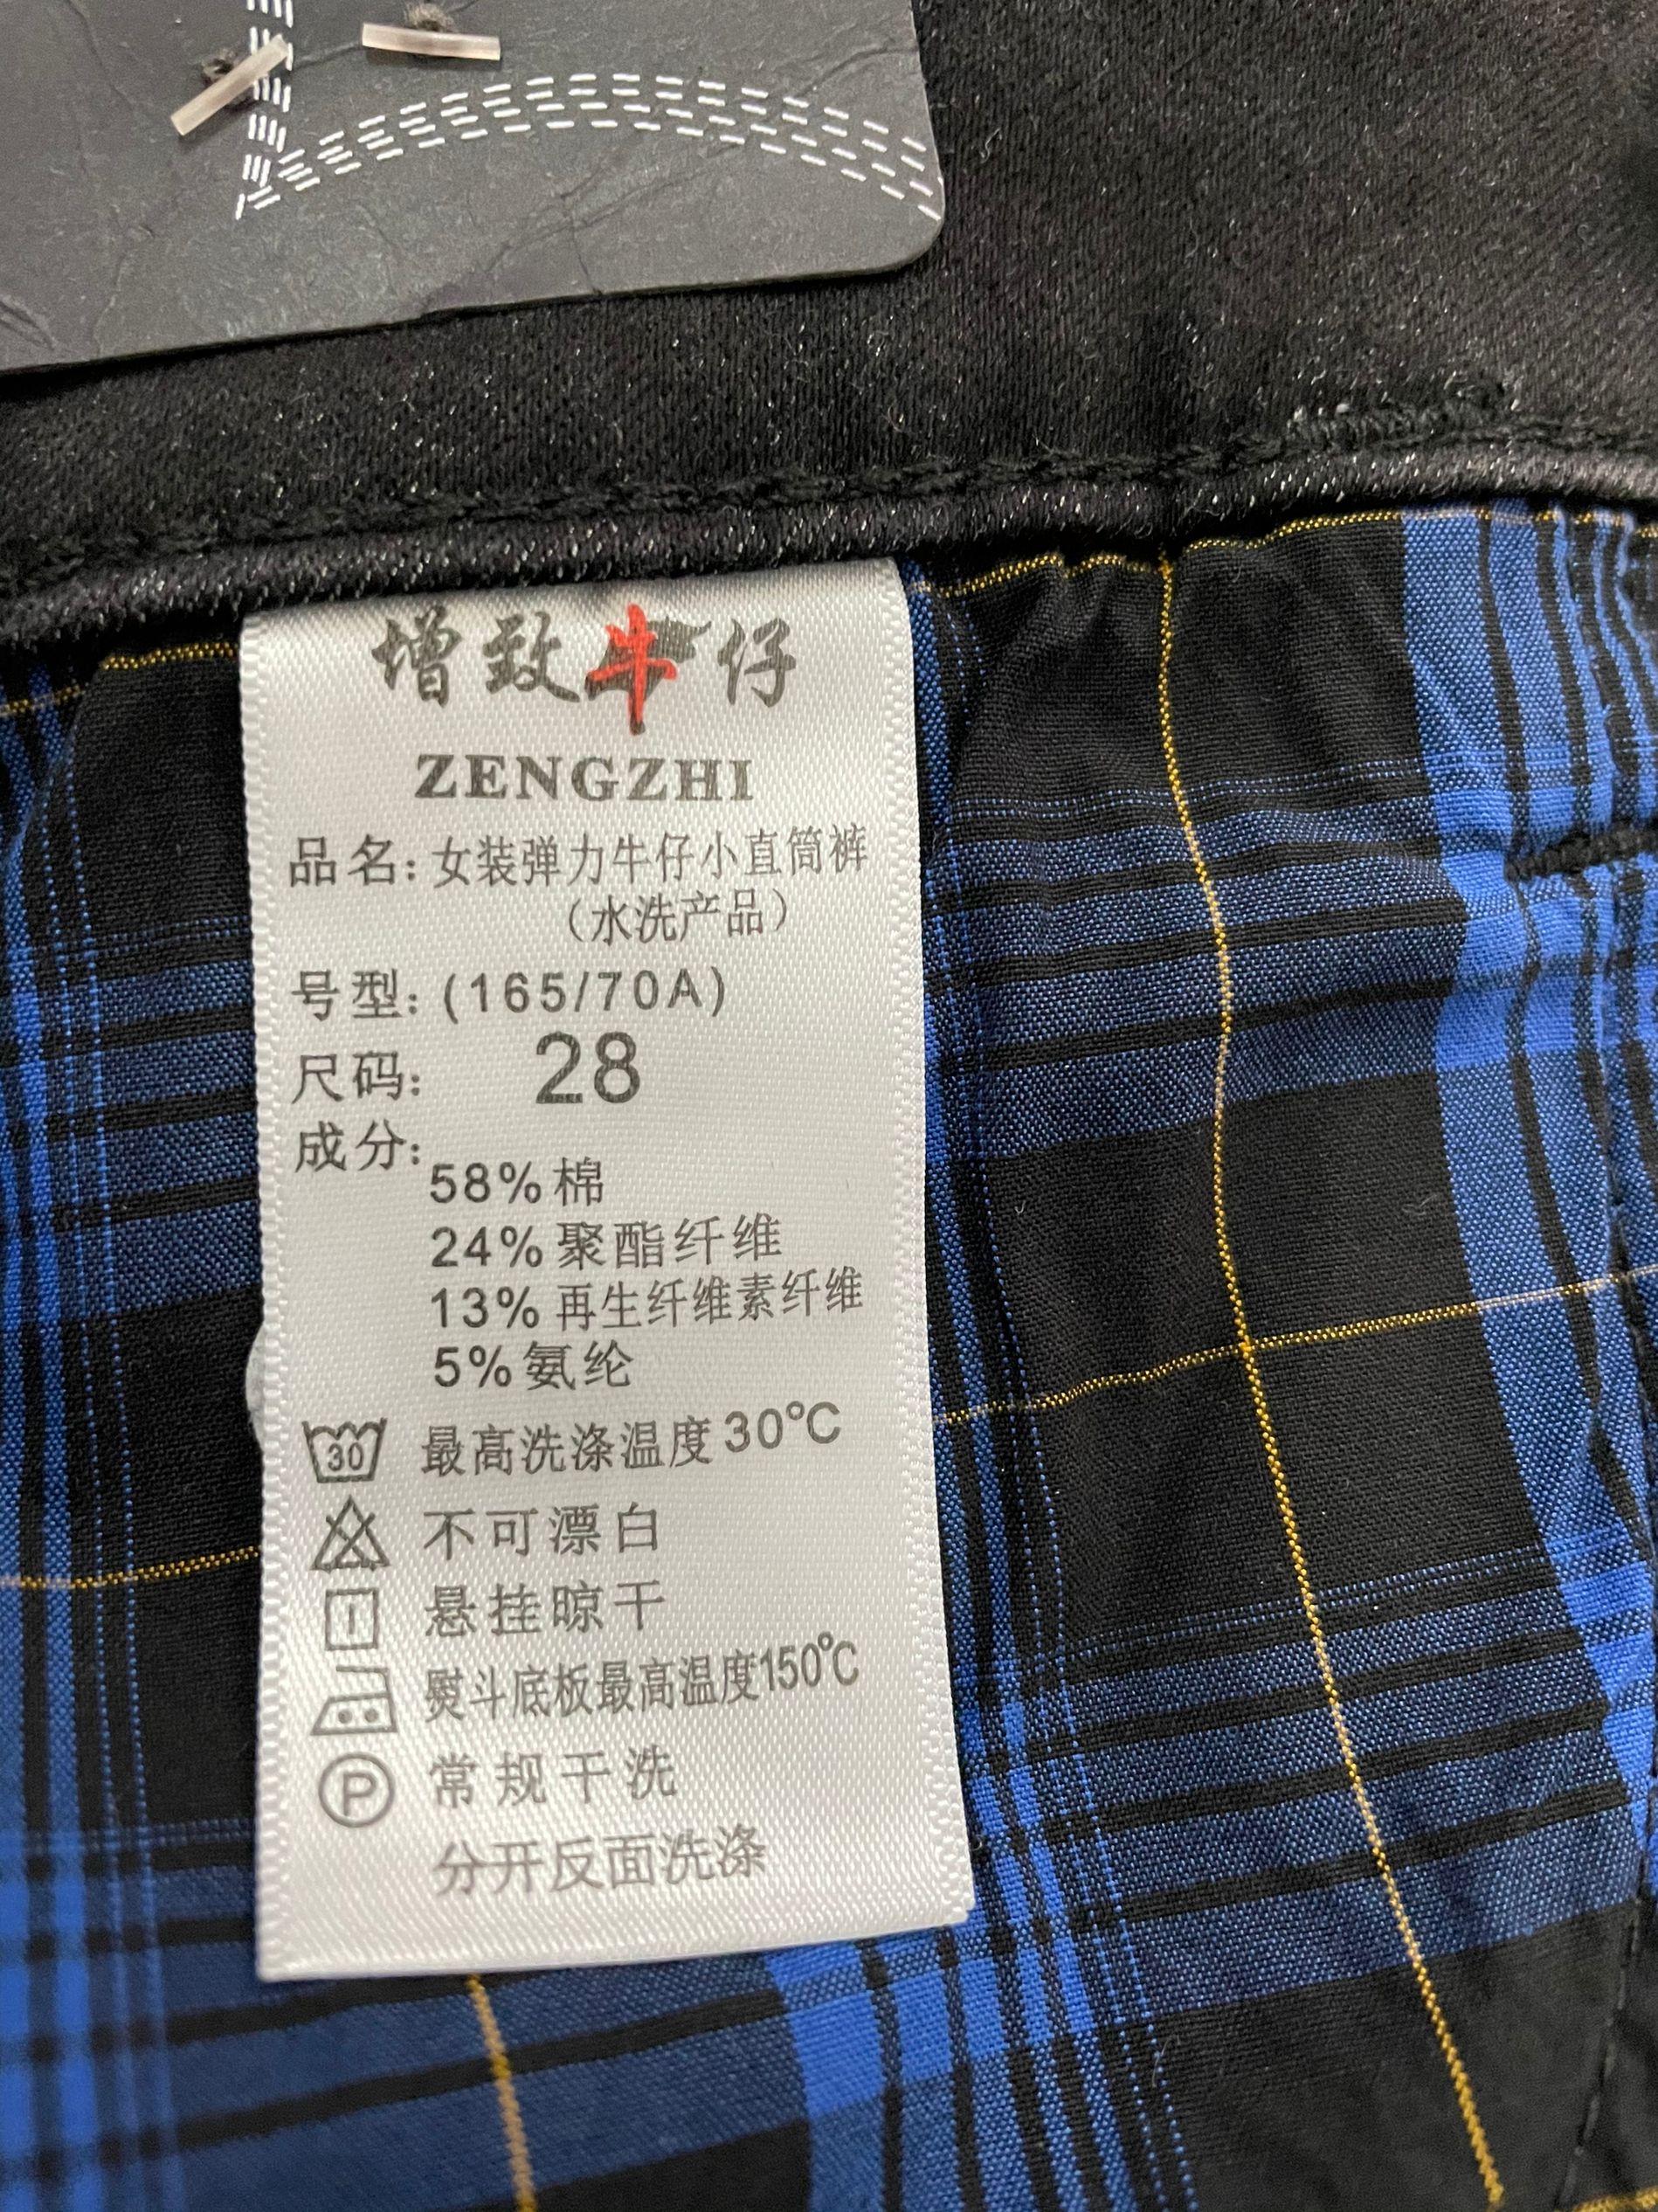 增致牛仔
ZENGZHI
品名:女装弹力牛仔小直筒裤
(水洗产品)
号型:(165/70A)
尺码: 28
成分:
58%棉
24%聚酯纤维
13%再生纤维素纤维
5%氨纶
30 最高洗涤温度30℃
不可漂白
悬挂晾干
熨斗底板最高温度150℃
P 常规干洗
分开反面洗涤